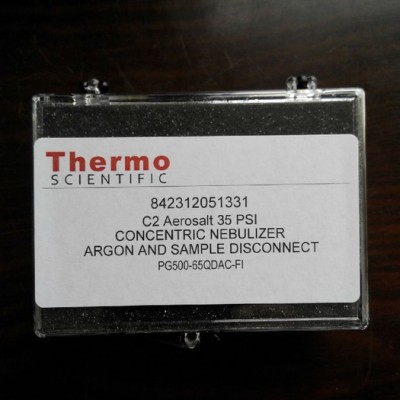 Thermo
SCIENTIFIC
842312051331
C2 Aerosalt 35 PSI
CONCENTRIC NEBULIZER
ARGON AND SAMPLE DISCONNECT
PG500-65QDAC-FI